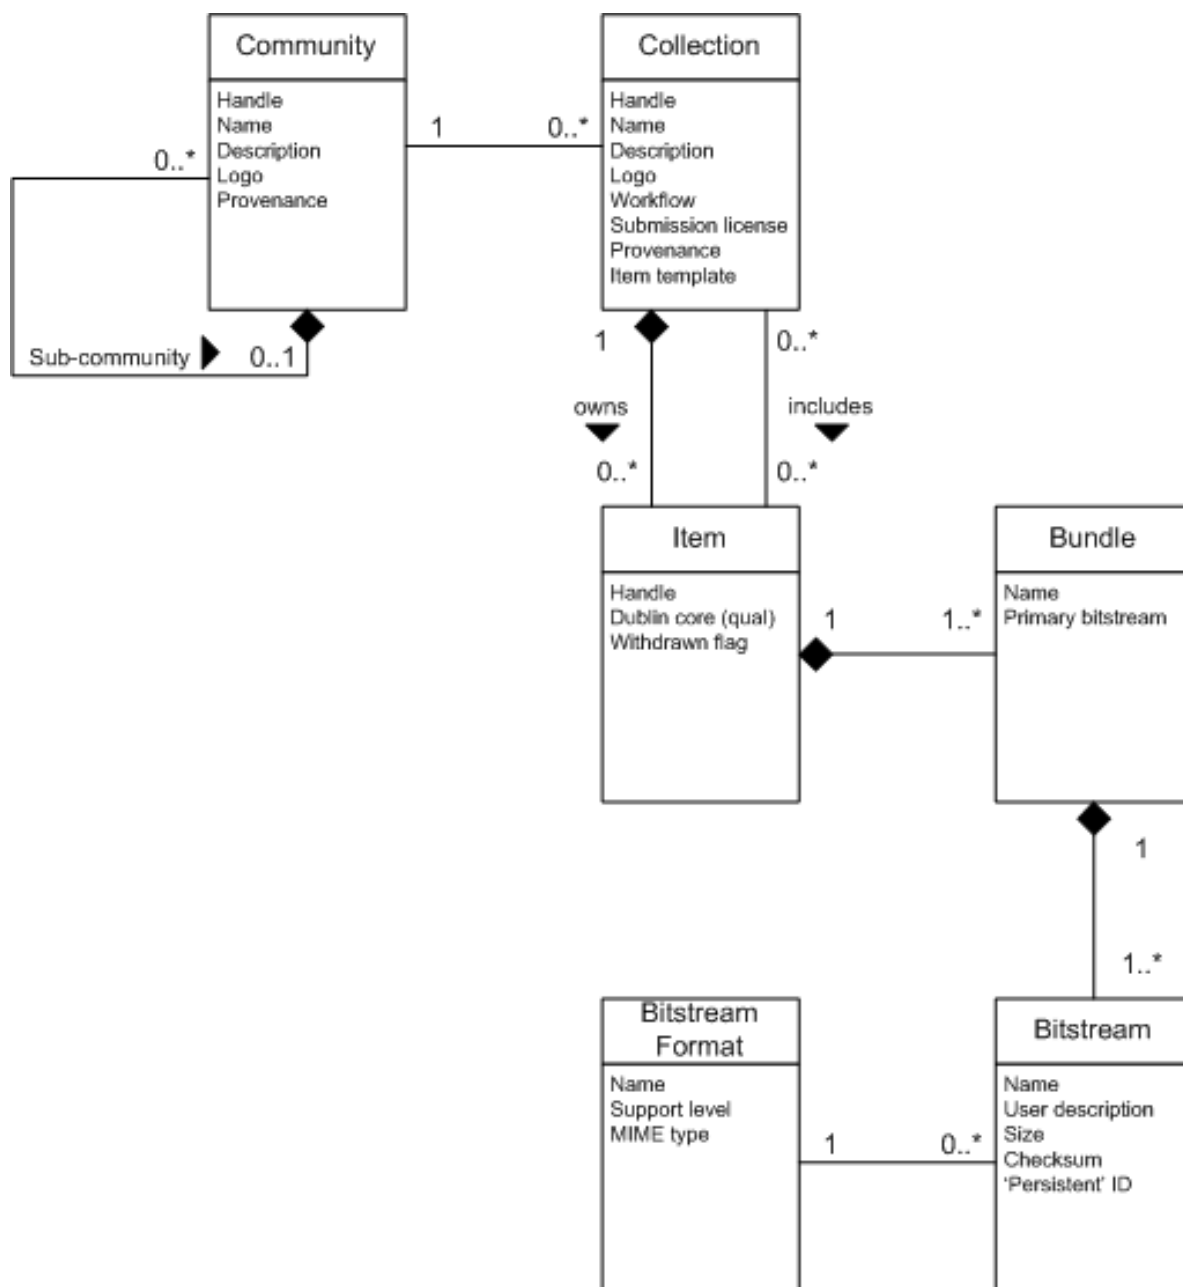 Community
Handle
Name
Description
Logo
Provenance
0..*
Sub-community
0..1
1
0..*
Collection
Handle
Name
Description
Logo
Workflow
Submission license
Provenance
Item template
1
0..*
owns
includes
0..*
0..*
Item
Handle
Dublin core (qual)
Withdrawn flag
1
1..*
Bundle
Name
Primary bitstream
1
1..*
Bitstream
Format
Name
Support level
MIME type
1
0..*
Bitstream
Name
User description
Size
Checksum
‘Persistent’ ID